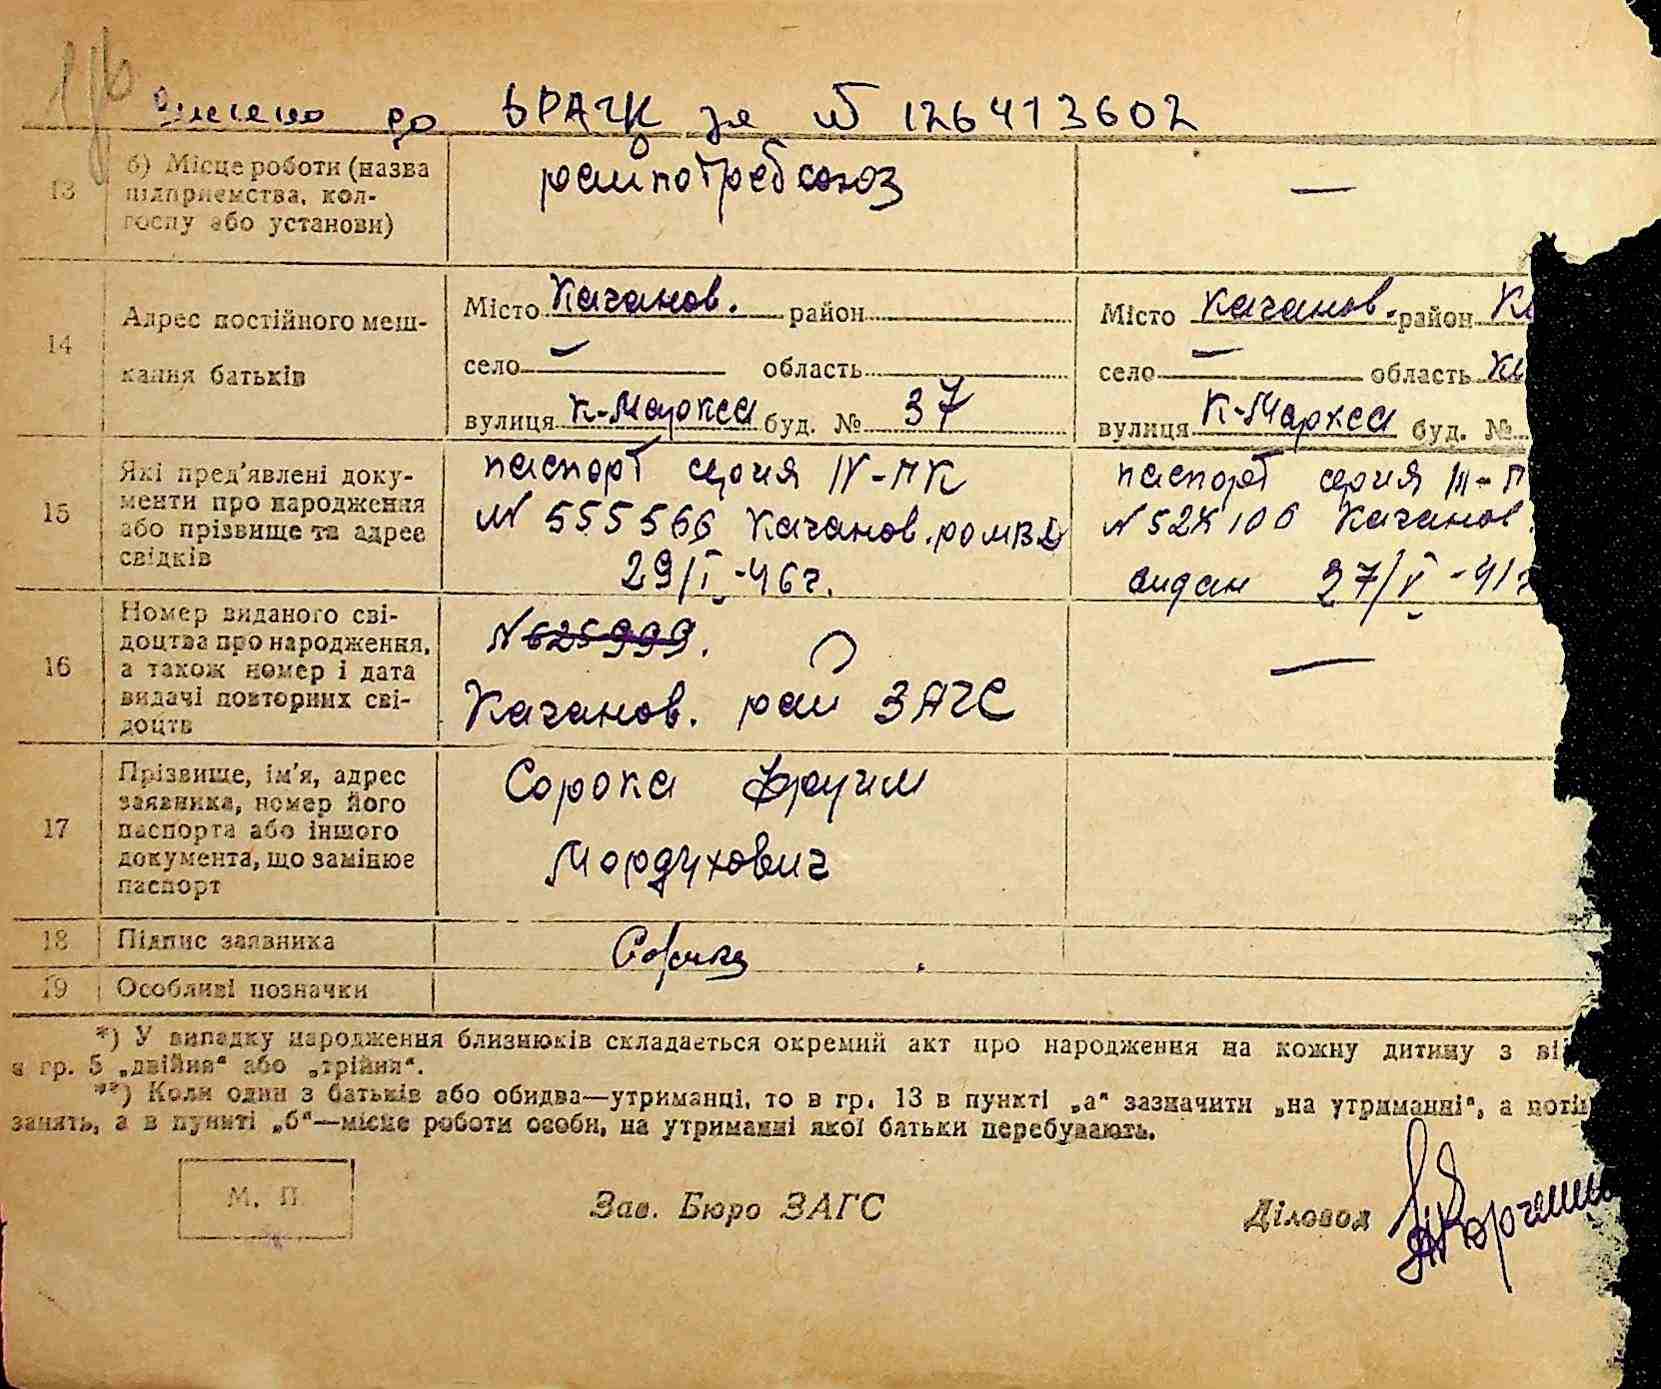 Внесено до ДРАЦС за № 126413602
13 б) Місце роботи (назва підприємства, колгоспу або установи) райпотребсоюз —
14 Адрес постійного мешкання батьків
Місто Каганов. район Місто Каганов. район
село — область село — область
вулиця К-Маркса буд. № 37 вулиця К-Маркса буд. №
15 Які пред'явлені документи про народження або прізвище та адрес свідків
паспорт серия IV-ПК паспорт серия III-П
№ 555566 Каганов. РОМВД Каганов.
29/I-46г. видан 27/V-41г
16 Номер виданого свідоцтва про народження, а також номер і дата видачі повторних свідоцтв
№ 625999. —
Каганов. рай ЗАГС
17 Прізвище, ім'я, адрес заявника, номер його паспорта або іншого документа, що замінює паспорт
Сорока Фруим
Мордухович
18 Підпис заявника Сорока
19 Особливі позначки
*) У випадку народження близнюків складається окремий акт про народження на кожну дитину з ві
в гр. 5 „двійня“ або „трійня“.
**) Коли один з батьків або обидва—утриманці, то в гр. 13 в пункті „а“ зазначити „на утриманні“, а поті
занять, а в пункті „б“—місце роботи особи, на утриманні якої батьки перебувають.
М. П. Зав. Бюро ЗАГС Діловод